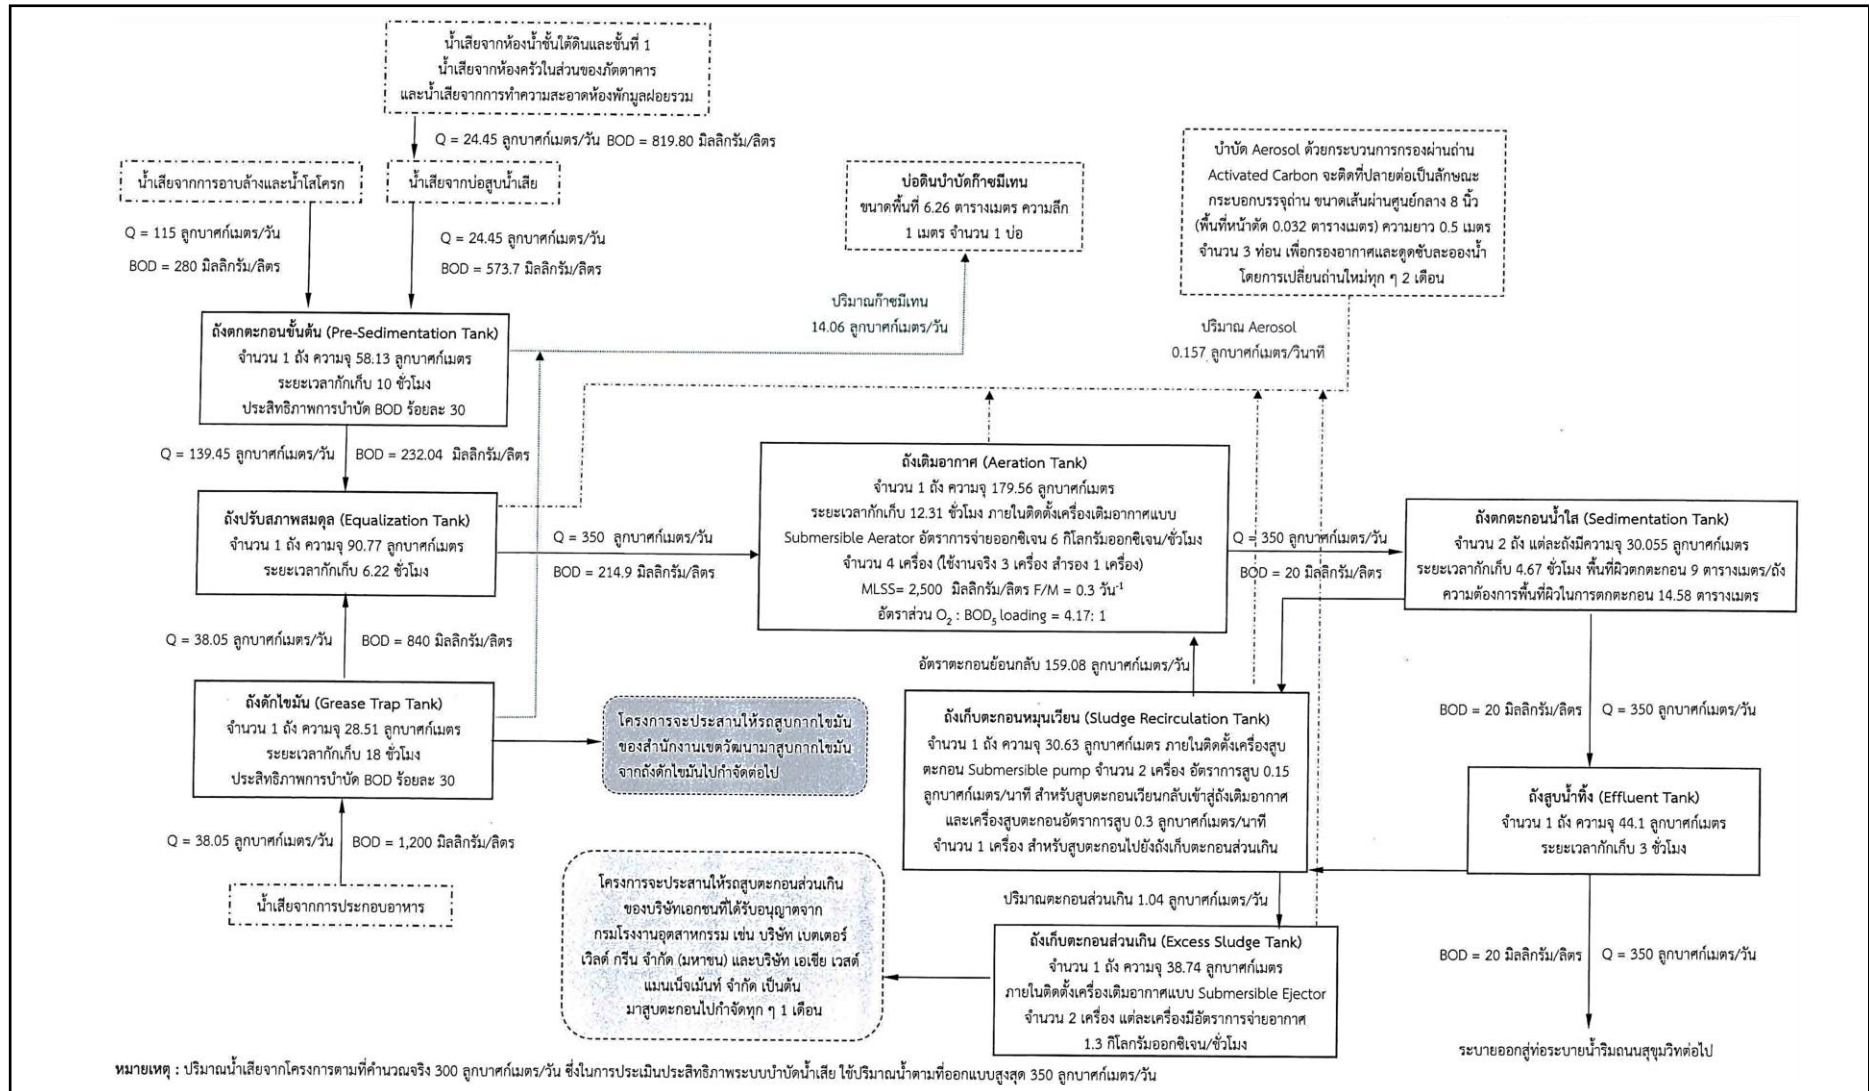 น้ำเสียจากห้องน้ำชั้นใต้ดินและชั้นที่ 1
น้ำเสียจากห้องครัวในส่วนของภัตตาคาร
และน้ำเสียจากการทำความสะอาดห้องพักมูลฝอยรวม
Q = 24.45 ลูกบาศก์เมตร/วัน BOD = 819.80 มิลลิกรัม/ลิตร
น้ำเสียจากการอาบล้างและน้ำโสโครก
น้ำเสียจากบ่อสูบน้ำเสีย
Q = 115 ลูกบาศก์เมตร/วัน
BOD = 280 มิลลิกรัม/ลิตร
Q = 24.45 ลูกบาศก์เมตร/วัน
BOD = 573.7 มิลลิกรัม/ลิตร
บ่อดินบำบัดก๊าซมีเทน
ขนาดพื้นที่ 6.26 ตารางเมตร ความลึก
1 เมตร จำนวน 1 บ่อ
บำบัด Aerosol ด้วยกระบวนการกรองผ่านถ่าน
Activated Carbon จะติดที่ปลายต่อเป็นลักษณะ
กระบอกบรรจุถ่าน ขนาดเส้นผ่านศูนย์กลาง 8 นิ้ว
(พื้นที่หน้าตัด 0.032 ตารางเมตร) ความยาว 0.5 เมตร
จำนวน 3 ท่อน เพื่อกรองอากาศและดูดซับละอองน้ำ
โดยการเปลี่ยนถ่านใหม่ทุก ๆ 2 เดือน
ปริมาณก๊าซมีเทน
14.06 ลูกบาศก์เมตร/วัน
ปริมาณ Aerosol
0.157 ลูกบาศก์เมตร/วินาที
ถังตกตะกอนขั้นต้น (Pre-Sedimentation Tank)
จำนวน 1 ถัง ความจุ 58.13 ลูกบาศก์เมตร
ระยะเวลากักเก็บ 10 ชั่วโมง
ประสิทธิภาพการบำบัด BOD ร้อยละ 30
Q = 139.45 ลูกบาศก์เมตร/วัน
BOD = 232.04 มิลลิกรัม/ลิตร
ถังปรับสภาพสมดุล (Equalization Tank)
จำนวน 1 ถัง ความจุ 90.77 ลูกบาศก์เมตร
ระยะเวลากักเก็บ 6.22 ชั่วโมง
Q = 350 ลูกบาศก์เมตร/วัน
BOD = 214.9 มิลลิกรัม/ลิตร
ถังเติมอากาศ (Aeration Tank)
จำนวน 1 ถัง ความจุ 179.56 ลูกบาศก์เมตร
ระยะเวลากักเก็บ 12.31 ชั่วโมง ภายในติดตั้งเครื่องเติมอากาศแบบ
Submersible Aerator อัตราการจ่ายออกซิเจน 6 กิโลกรัมออกซิเจน/ชั่วโมง
จำนวน 4 เครื่อง (ใช้งานจริง 3 เครื่อง สำรอง 1 เครื่อง)
MLSS= 2,500 มิลลิกรัม/ลิตร F/M = 0.3 วัน⁻¹
อัตราส่วน O₂ : BOD₅ loading = 4.17: 1
Q = 350 ลูกบาศก์เมตร/วัน
BOD = 20 มิลลิกรัม/ลิตร
ถังตกตะกอนน้ำใส (Sedimentation Tank)
จำนวน 2 ถัง แต่ละถังมีความจุ 30.055 ลูกบาศก์เมตร
ระยะเวลากักเก็บ 4.67 ชั่วโมง พื้นที่ผิวตกตะกอน 9 ตารางเมตร/ถัง
ความต้องการพื้นที่ผิวในการตกตะกอน 14.58 ตารางเมตร
Q = 38.05 ลูกบาศก์เมตร/วัน
BOD = 840 มิลลิกรัม/ลิตร
อัตราตะกอนย้อนกลับ 159.08 ลูกบาศก์เมตร/วัน
ถังดักไขมัน (Grease Trap Tank)
จำนวน 1 ถัง ความจุ 28.51 ลูกบาศก์เมตร
ระยะเวลากักเก็บ 18 ชั่วโมง
ประสิทธิภาพการบำบัด BOD ร้อยละ 30
โครงการจะประสานให้รถสูบกากไขมัน
ของสำนักงานเขตวัฒนามาสูบกากไขมัน
จากถังดักไขมันไปกำจัดต่อไป
ถังเก็บตะกอนหมุนเวียน (Sludge Recirculation Tank)
จำนวน 1 ถัง ความจุ 30.63 ลูกบาศก์เมตร ภายในติดตั้งเครื่องสูบ
ตะกอน Submersible pump จำนวน 2 เครื่อง อัตราการสูบ 0.15
ลูกบาศก์เมตร/นาที สำหรับสูบตะกอนเวียนกลับเข้าสู่ถังเติมอากาศ
และเครื่องสูบตะกอนอัตราการสูบ 0.3 ลูกบาศก์เมตร/นาที
จำนวน 1 เครื่อง สำหรับสูบตะกอนไปยังถังเก็บตะกอนส่วนเกิน
BOD = 20 มิลลิกรัม/ลิตร
Q = 350 ลูกบาศก์เมตร/วัน
ถังสูบน้ำทิ้ง (Effluent Tank)
จำนวน 1 ถัง ความจุ 44.1 ลูกบาศก์เมตร
ระยะเวลากักเก็บ 3 ชั่วโมง
Q = 38.05 ลูกบาศก์เมตร/วัน
BOD = 1,200 มิลลิกรัม/ลิตร
น้ำเสียจากการประกอบอาหาร
โครงการจะประสานให้รถสูบตะกอนส่วนเกิน
ของบริษัทเอกชนที่ได้รับอนุญาตจาก
กรมโรงงานอุตสาหกรรม เช่น บริษัท เบตเตอร์
เวิลด์ กรีน จำกัด (มหาชน) และบริษัท เอเชีย เวสต์
แมนเน็จเม้นท์ จำกัด เป็นต้น
มาสูบตะกอนไปกำจัดทุก ๆ 1 เดือน
ปริมาณตะกอนส่วนเกิน 1.04 ลูกบาศก์เมตร/วัน
ถังเก็บตะกอนส่วนเกิน (Excess Sludge Tank)
จำนวน 1 ถัง ความจุ 38.74 ลูกบาศก์เมตร
ภายในติดตั้งเครื่องเติมอากาศแบบ Submersible Ejector
จำนวน 2 เครื่อง แต่ละเครื่องมีอัตราการจ่ายอากาศ
1.3 กิโลกรัมออกซิเจน/ชั่วโมง
BOD = 20 มิลลิกรัม/ลิตร
Q = 350 ลูกบาศก์เมตร/วัน
ระบายออกสู่ท่อระบายน้ำริมถนนสุขุมวิทต่อไป
หมายเหตุ : ปริมาณน้ำเสียจากโครงการตามที่คำนวณจริง 300 ลูกบาศก์เมตร/วัน ซึ่งในการประเมินประสิทธิภาพระบบบำบัดน้ำเสีย ใช้ปริมาณน้ำตามที่ออกแบบสูงสุด 350 ลูกบาศก์เมตร/วัน